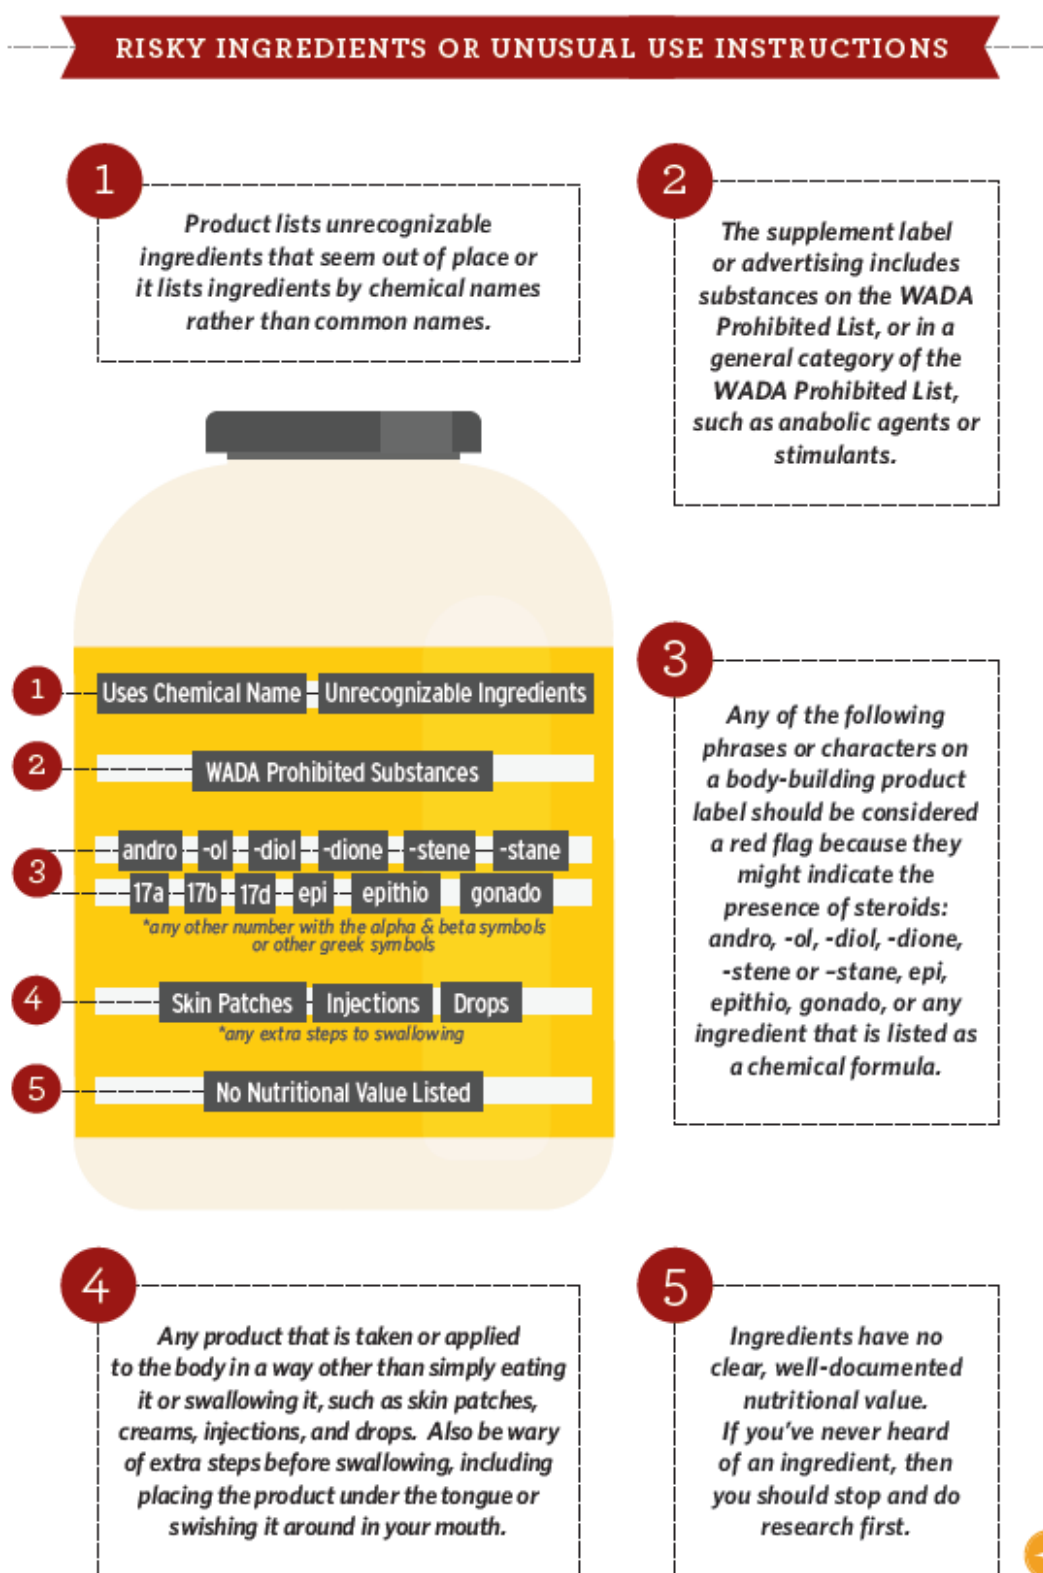 RISKY INGREDIENTS OR UNUSUAL USE INSTRUCTIONS
1
Product lists unrecognizable
ingredients that seem out of place or
it lists ingredients by chemical names
rather than common names.
2
The supplement label
or advertising includes
substances on the WADA
Prohibited List, or in a
general category of the
WADA Prohibited List,
such as anabolic agents or
stimulants.
1
Uses Chemical Name Unrecognizable Ingredients
2
WADA Prohibited Substances
3
andro -ol -diol -dione -stene -stane
17a 17b 17d epi epithio gonado
*any other number with the alpha & beta symbols
or other greek symbols
4
Skin Patches Injections Drops
*any extra steps to swallowing
5
No Nutritional Value Listed
3
Any of the following
phrases or characters on
a body-building product
label should be considered
a red flag because they
might indicate the
presence of steroids:
andro, -ol, -diol, -dione,
-stene or –stane, epi,
epithio, gonado, or any
ingredient that is listed as
a chemical formula.
4
Any product that is taken or applied
to the body in a way other than simply eating
it or swallowing it, such as skin patches,
creams, injections, and drops. Also be wary
of extra steps before swallowing, including
placing the product under the tongue or
swishing it around in your mouth.
5
Ingredients have no
clear, well-documented
nutritional value.
If you've never heard
of an ingredient, then
you should stop and do
research first.